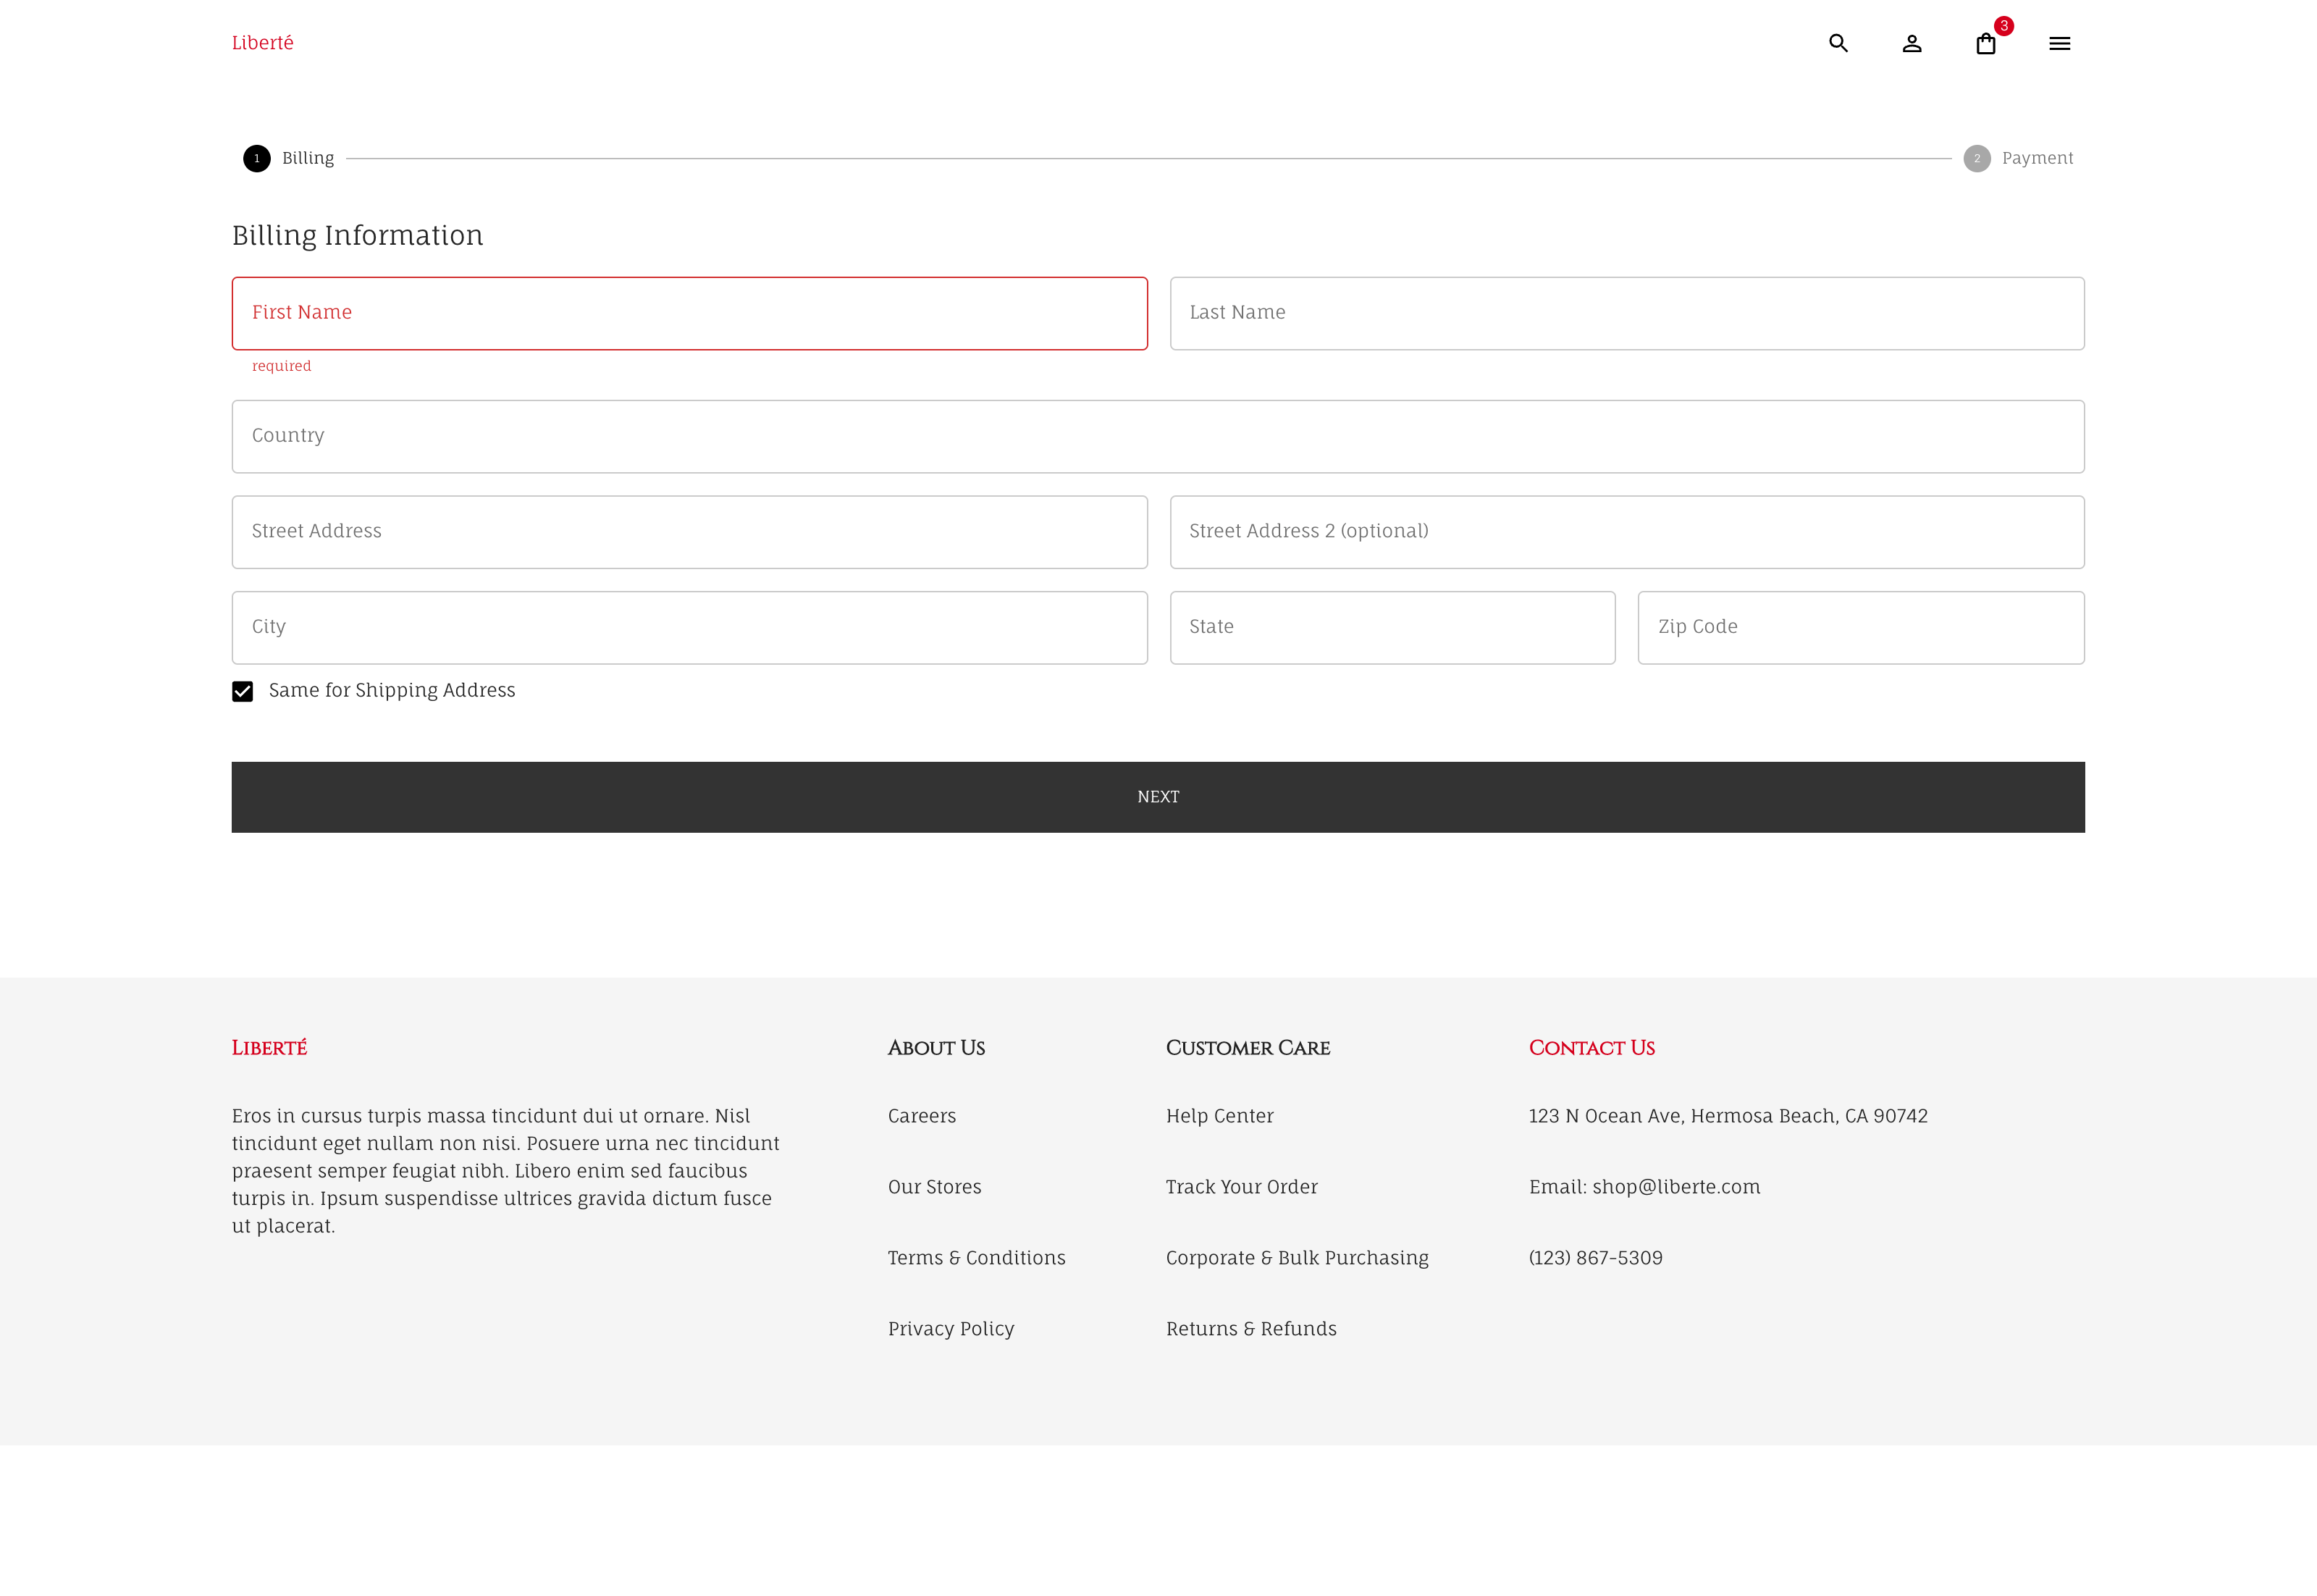 Liberté
3
1 Billing
2 Payment
Billing Information
First Name
Last Name
required
Country
Street Address
Street Address 2 (optional)
City
State
Zip Code
Same for Shipping Address
NEXT
Liberté
Eros in cursus turpis massa tincidunt dui ut ornare. Nisl
tincidunt eget nullam non nisi. Posuere urna nec tincidunt
praesent semper feugiat nibh. Libero enim sed faucibus
turpis in. Ipsum suspendisse ultrices gravida dictum fusce
ut placerat.
About Us
Careers
Our Stores
Terms & Conditions
Privacy Policy
Customer Care
Help Center
Track Your Order
Corporate & Bulk Purchasing
Returns & Refunds
Contact Us
123 N Ocean Ave, Hermosa Beach, CA 90742
Email: shop@liberte.com
(123) 867-5309